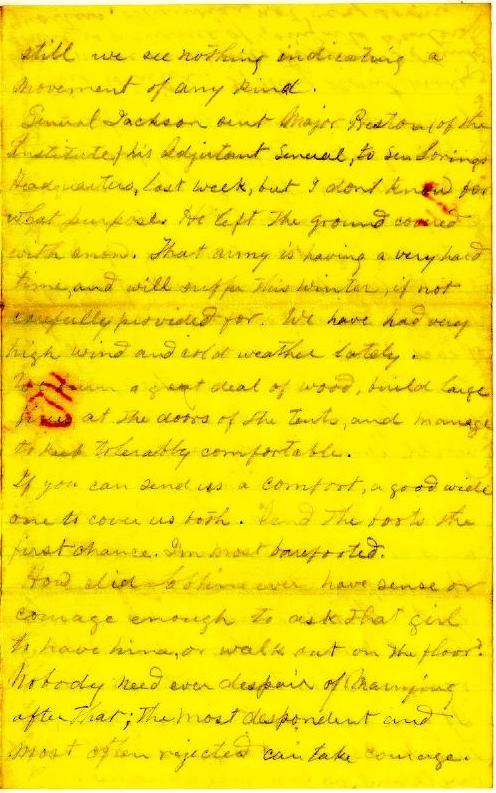 still we see nothing indicating a
movement of any kind.
General Jackson sent Major Preston (of the
Institute) his Adjutant General, to Gen Lorings
Head quarters, last week, but I dont know for
what purpose. He left the ground covered
with snow. That army is having a very hard
time, and will suffer this winter, if not
carefully provided for. We have had very
high wind and cold weather lately.
We burn a great deal of wood, build large
fires at the doors of the tents, and manage
to keep tolerably comfortable.
If you can send us a comfort, a good wide
one to cover us both. Send the boots the
first chance. Im most barefooted.
How did ever have sense or
courage enough to ask that girl
to have him, or walk out on the floor?
Nobody need ever despair of Marrying
after that; the most despondent and
most often rejected can take courage.